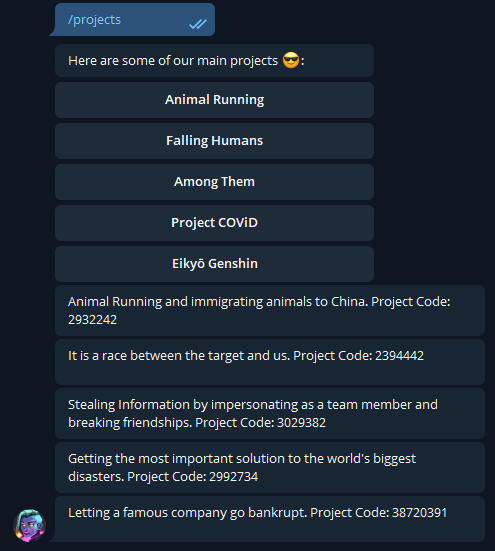 /projects
Here are some of our main projects 😎:
Animal Running
Falling Humans
Among Them
Project COViD
Eikyō Genshin
Animal Running and immigrating animals to China. Project Code:
2932242
It is a race between the target and us. Project Code: 2394442
Stealing Information by impersonating as a team member and
breaking friendships. Project Code: 3029382
Getting the most important solution to the world's biggest
disasters. Project Code: 2992734
Letting a famous company go bankrupt. Project Code: 38720391